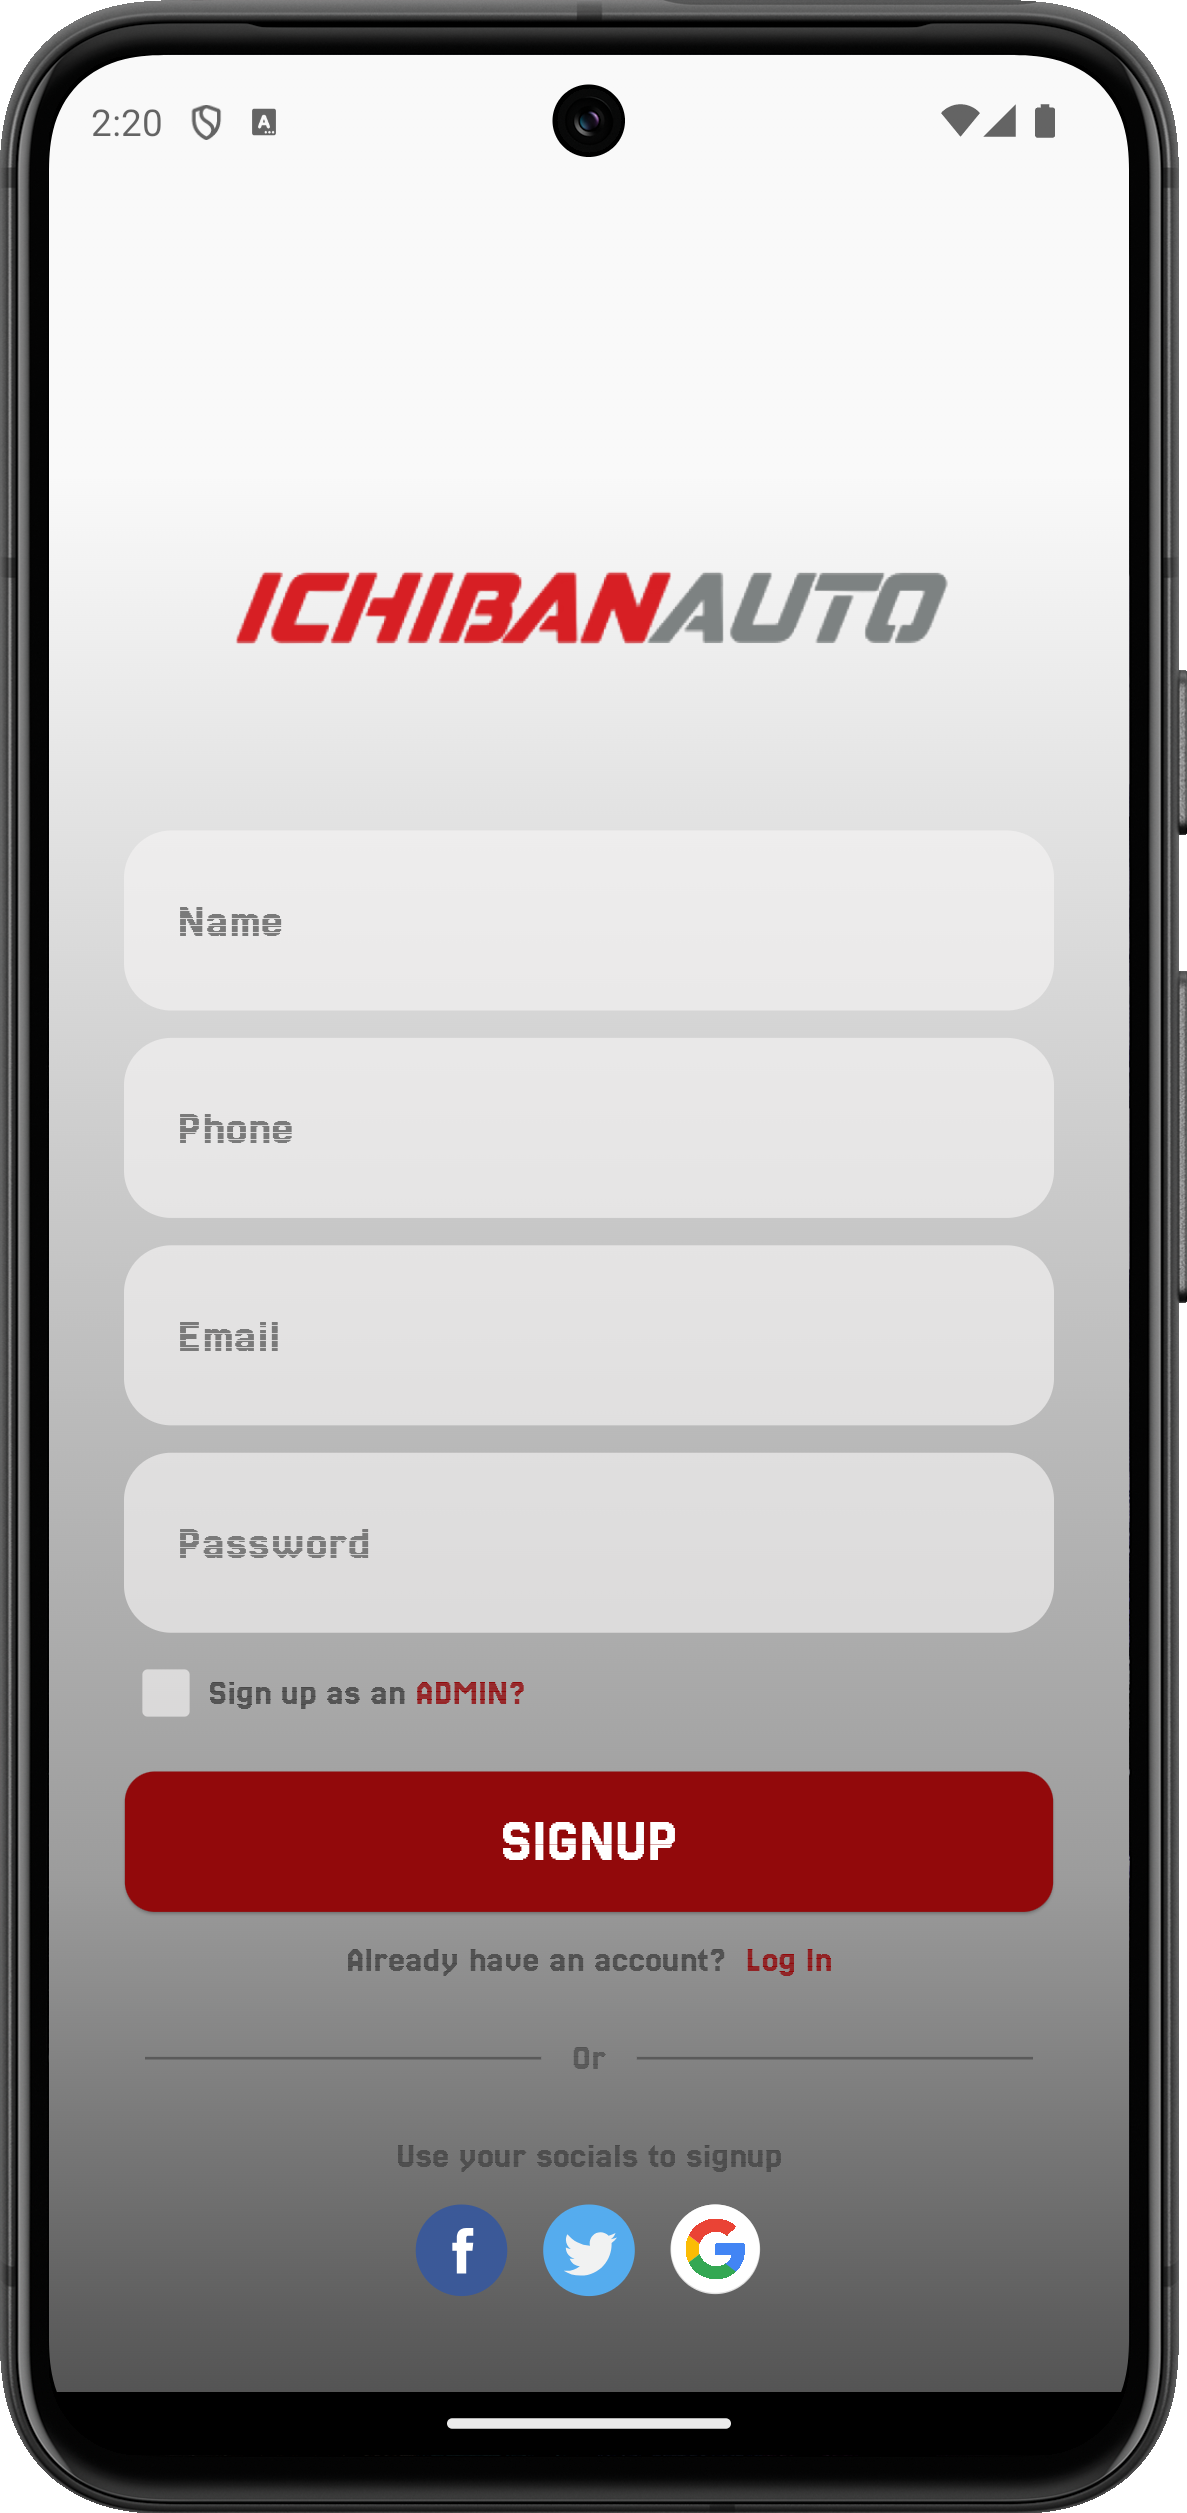 2:20
ICHIBANAUTO
Name
Phone
Email
Password
Sign up as an ADMIN?
SIGNUP
Already have an account? Log In
Or
Use your socials to signup